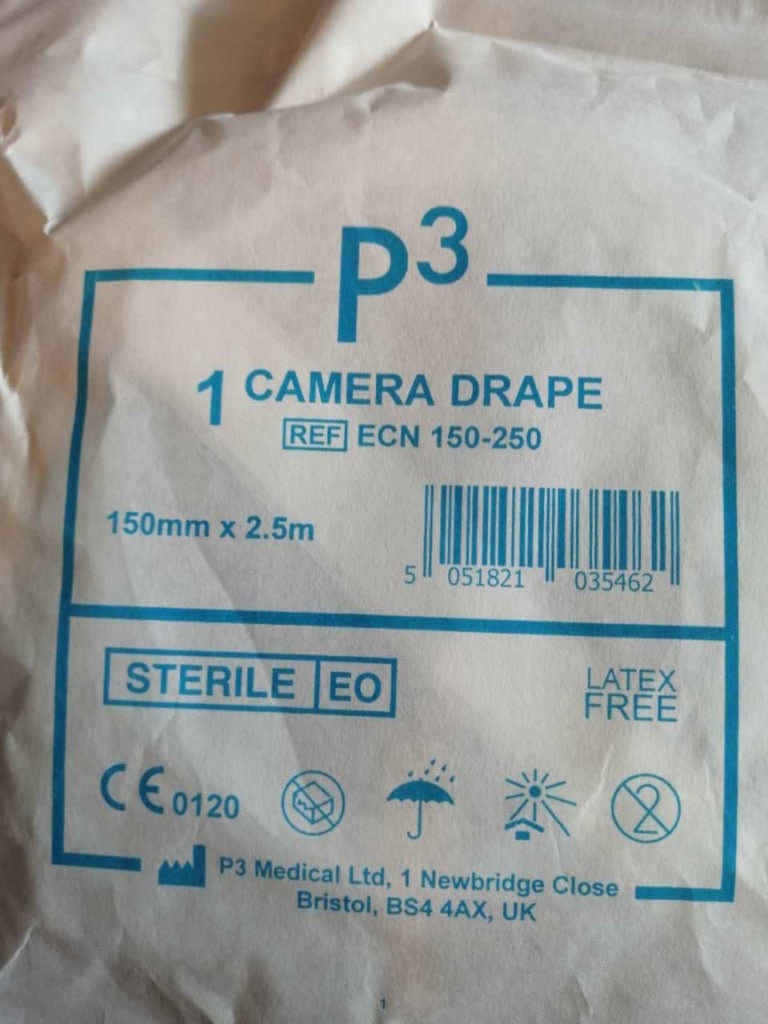 P³
1 CAMERA DRAPE
REF ECN 150-250
150mm x 2.5m
5 051821 035462
STERILE EO
LATEX
FREE
CE 0120
2
P3 Medical Ltd, 1 Newbridge Close
Bristol, BS4 4AX, UK
1